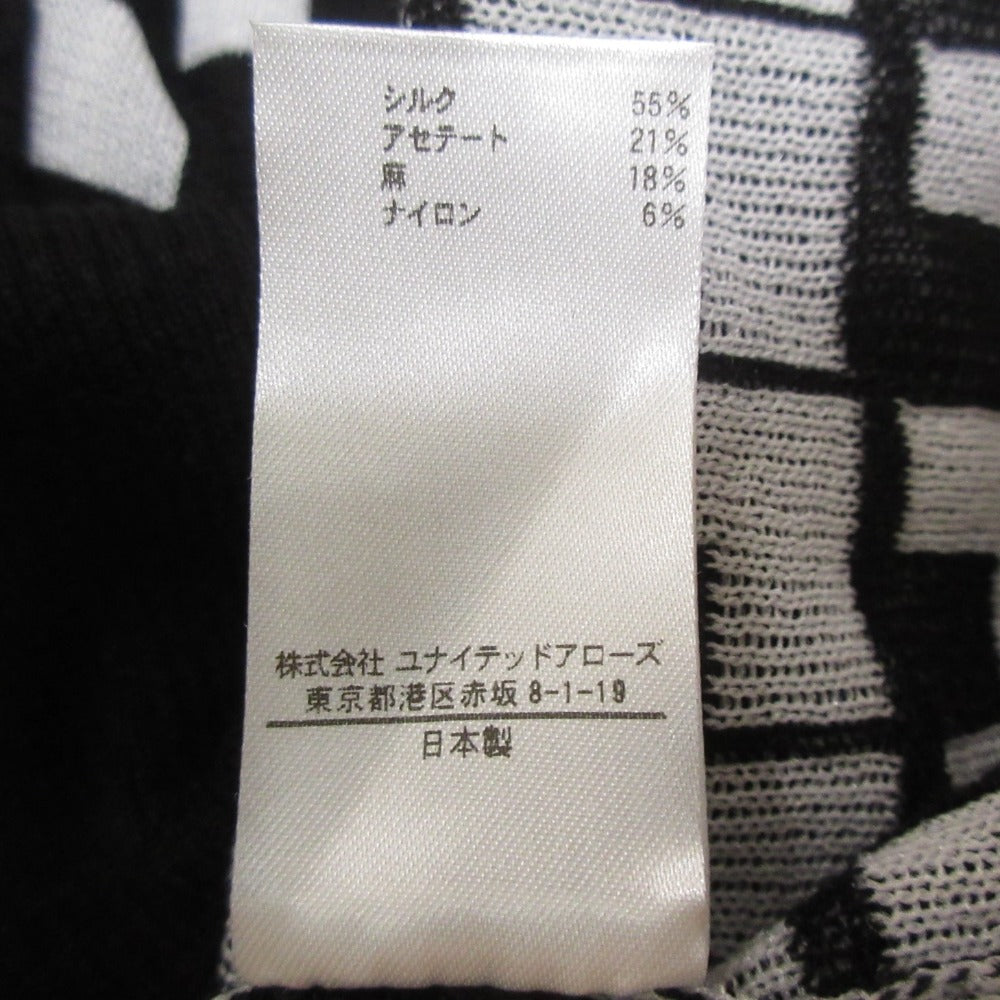 シルク 55%
アセテート 21%
麻 18%
ナイロン 6%
株式会社 ユナイテッドアローズ
東京都港区赤坂 8-1-19
日本製